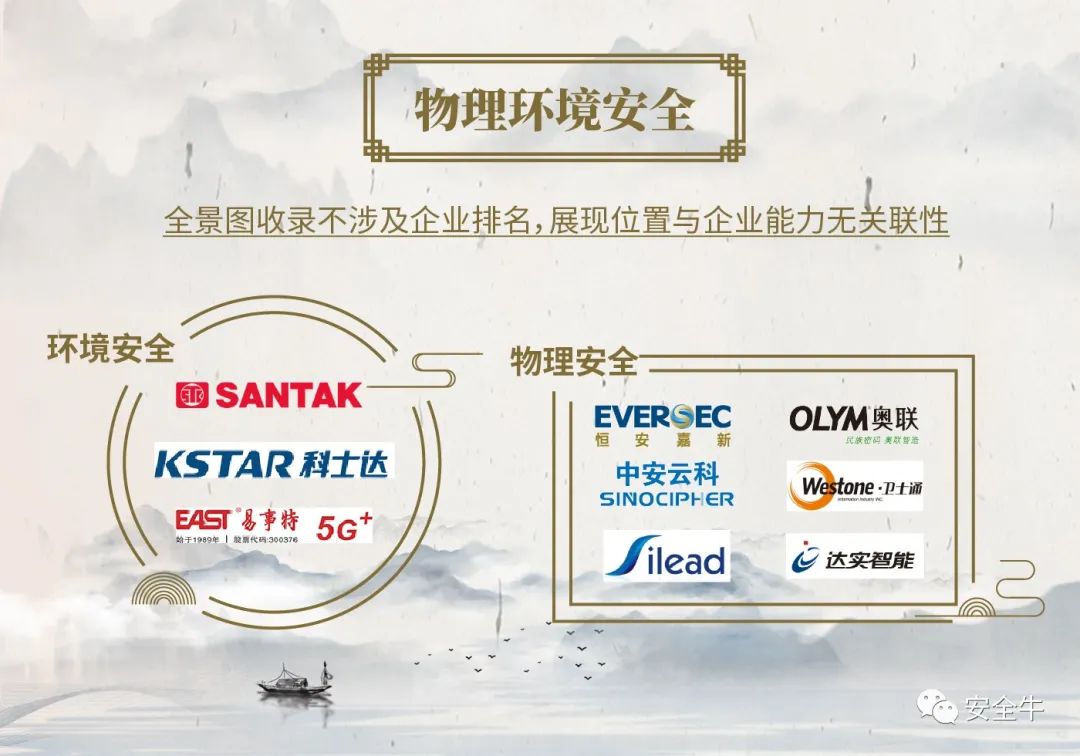 物理环境安全
全景图收录不涉及企业排名,展现位置与企业能力无关联性
环境安全
SANTAK
KSTAR 科士达
EAST®易事特 5G+
始于1989年 | 股票代码:300376
物理安全
EVERSEC
恒安嘉新
OLYM®奥联
民族密码 奥联智造
中安云科
SINOCIPHER
Westone·卫士通
Information Industry INC.
Silead
达实智能
安全牛